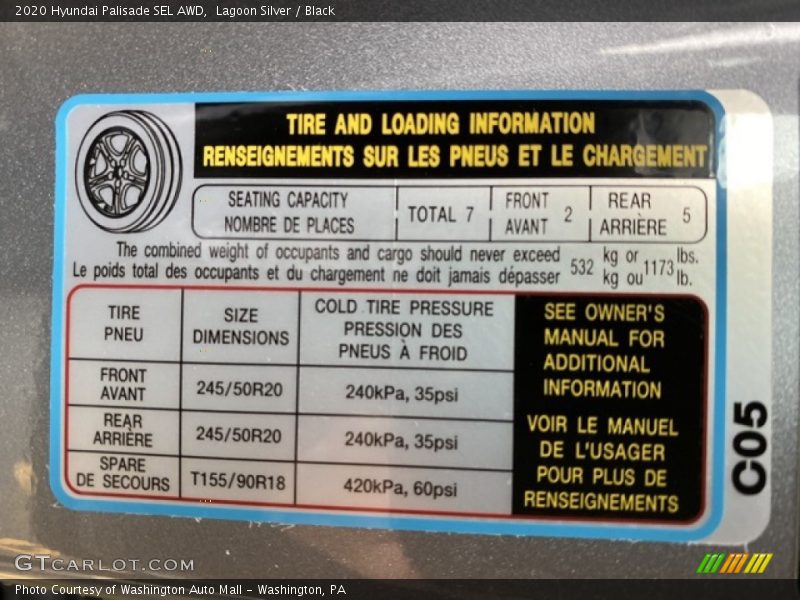 2020 Hyundai Palisade SEL AWD,  Lagoon Silver / Black
TIRE AND LOADING INFORMATION
RENSEIGNEMENTS SUR LES PNEUS ET LE CHARGEMENT
SEATING CAPACITY
NOMBRE DE PLACES
TOTAL 7
FRONT
AVANT
2
REAR
ARRIÈRE
5
The combined weight of occupants and cargo should never exceed
Le poids total des occupants et du chargement ne doit jamais dépasser
532
kg or
kg ou
1173
lbs.
lb.
TIRE
PNEU
SIZE
DIMENSIONS
COLD TIRE PRESSURE
PRESSION DES
PNEUS À FROID
FRONT
AVANT
245/50R20
240kPa, 35psi
REAR
ARRIÈRE
245/50R20
240kPa, 35psi
SPARE
DE SECOURS
T155/90R18
420kPa, 60psi
SEE OWNER'S
MANUAL FOR
ADDITIONAL
INFORMATION
VOIR LE MANUEL
DE L'USAGER
POUR PLUS DE
RENSEIGNEMENTS
C05
GTCARLOT.COM
Photo Courtesy of Washington Auto Mall - Washington, PA